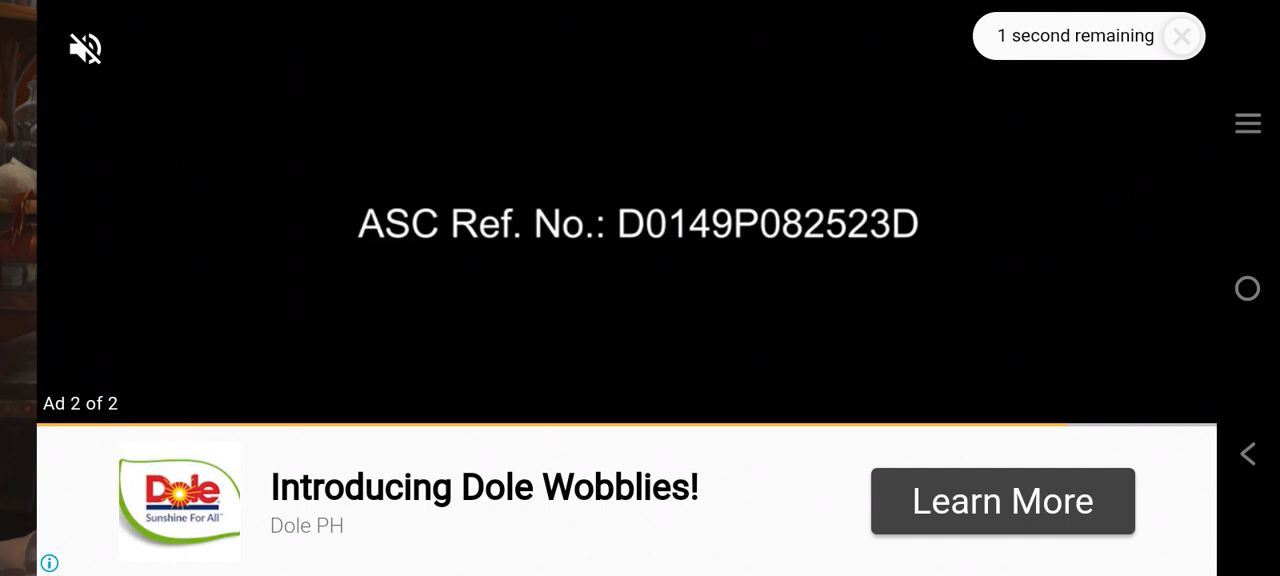 1 second remaining
ASC Ref. No.: D0149P082523D
Ad 2 of 2
Dole
Sunshine For All
Introducing Dole Wobblies!
Dole PH
Learn More